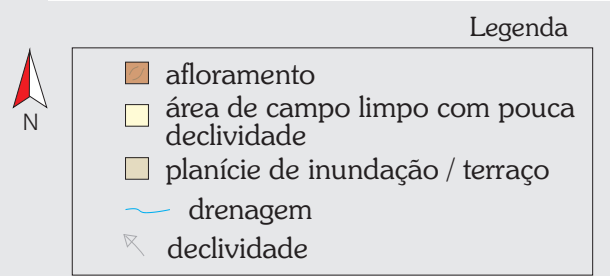 Legenda
N
afloramento
área de campo limpo com pouca
declividade
planície de inundação / terraço
drenagem
declividade